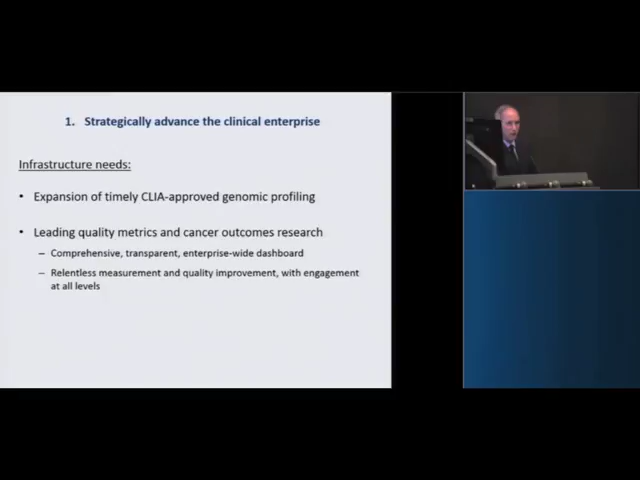 1. Strategically advance the clinical enterprise
Infrastructure needs:
• Expansion of timely CLIA-approved genomic profiling
• Leading quality metrics and cancer outcomes research
– Comprehensive, transparent, enterprise-wide dashboard
– Relentless measurement and quality improvement, with engagement
at all levels